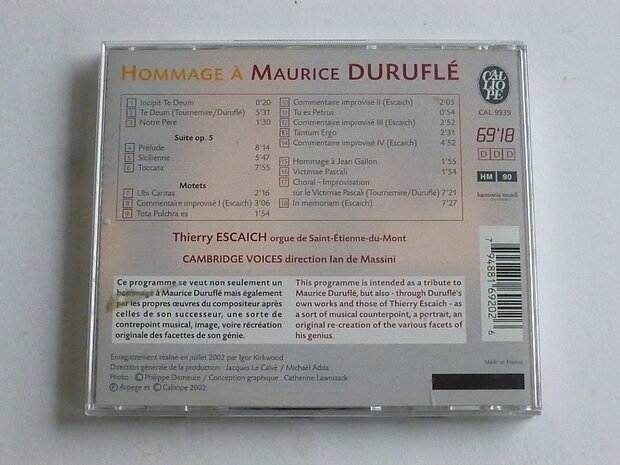 HOMMAGE À MAURICE DURUFLÉ
1 Incipit Te Deum 0'20
2 Te Deum (Tournemire/Duruflé) 5'31
3 Notre Père 1'30
Suite op. 5
4 Prélude 8'14
5 Sicilienne 5'47
6 Toccata 7'55
Motets
7 Ubi Caritas 2'16
8 Commentaire improvisé I (Escaich) 3'06
9 Tota Pulchra es 1'54
10 Commentaire improvisé II (Escaich) 2'05
11 Tu es Petrus 0'54
12 Commentaire improvisé III (Escaich) 2'52
13 Tantum Ergo 2'31
14 Commentaire improvisé IV (Escaich) 4'52
15 Hommage à Jean Gallon 1'55
16 Victimae Pascali 1'54
17 Choral - Improvisation
sur le Victimae Pascali (Tournemire/Duruflé) 7'21
18 In memoriam (Escaich) 7'27
CALLIOPE
CAL 9939
69'18
D D D
HM 90
harmonia mundi
Thierry ESCAICH orgue de Saint-Étienne-du-Mont
CAMBRIDGE VOICES direction Ian de Massini
Ce programme se veut non seulement un
hommage à Maurice Duruflé mais également
par les propres œuvres du compositeur après
celles de son successeur, une sorte de
contrepoint musical, image, voire récréation
originale des facettes de son génie.
This programme is intended as a tribute to
Maurice Duruflé, but also - through Duruflé's
own works and those of Thierry Escaich - as
a sort of musical counterpoint, a portrait, an
original re-creation of the various facets of
his genius.
7 94881 69202 6
Enregistrement réalisé en juillet 2002 par Igor Kirkwood
Direction générale de la production : Jacques Le Calvé / Michaël Adda
Photo : © Philippe Demeure / Conception graphique : Catherine Lawnizack
℗ Arpege et © Calliope 2002
Made in France